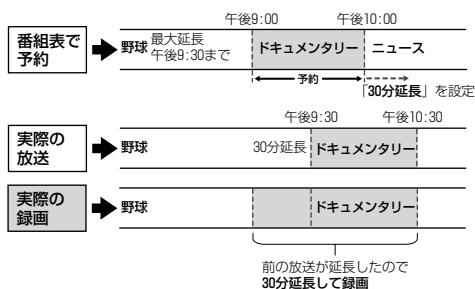 午後9:00 午後10:00
番組表で
予約
野球 最大延長
午後9:30まで
ドキュメンタリー ニュース
予約
「30分延長」を設定
午後9:30 午後10:30
実際の
放送
野球 30分延長 ドキュメンタリー
実際の
録画
野球 ドキュメンタリー
前の放送が延長したので
30分延長して録画